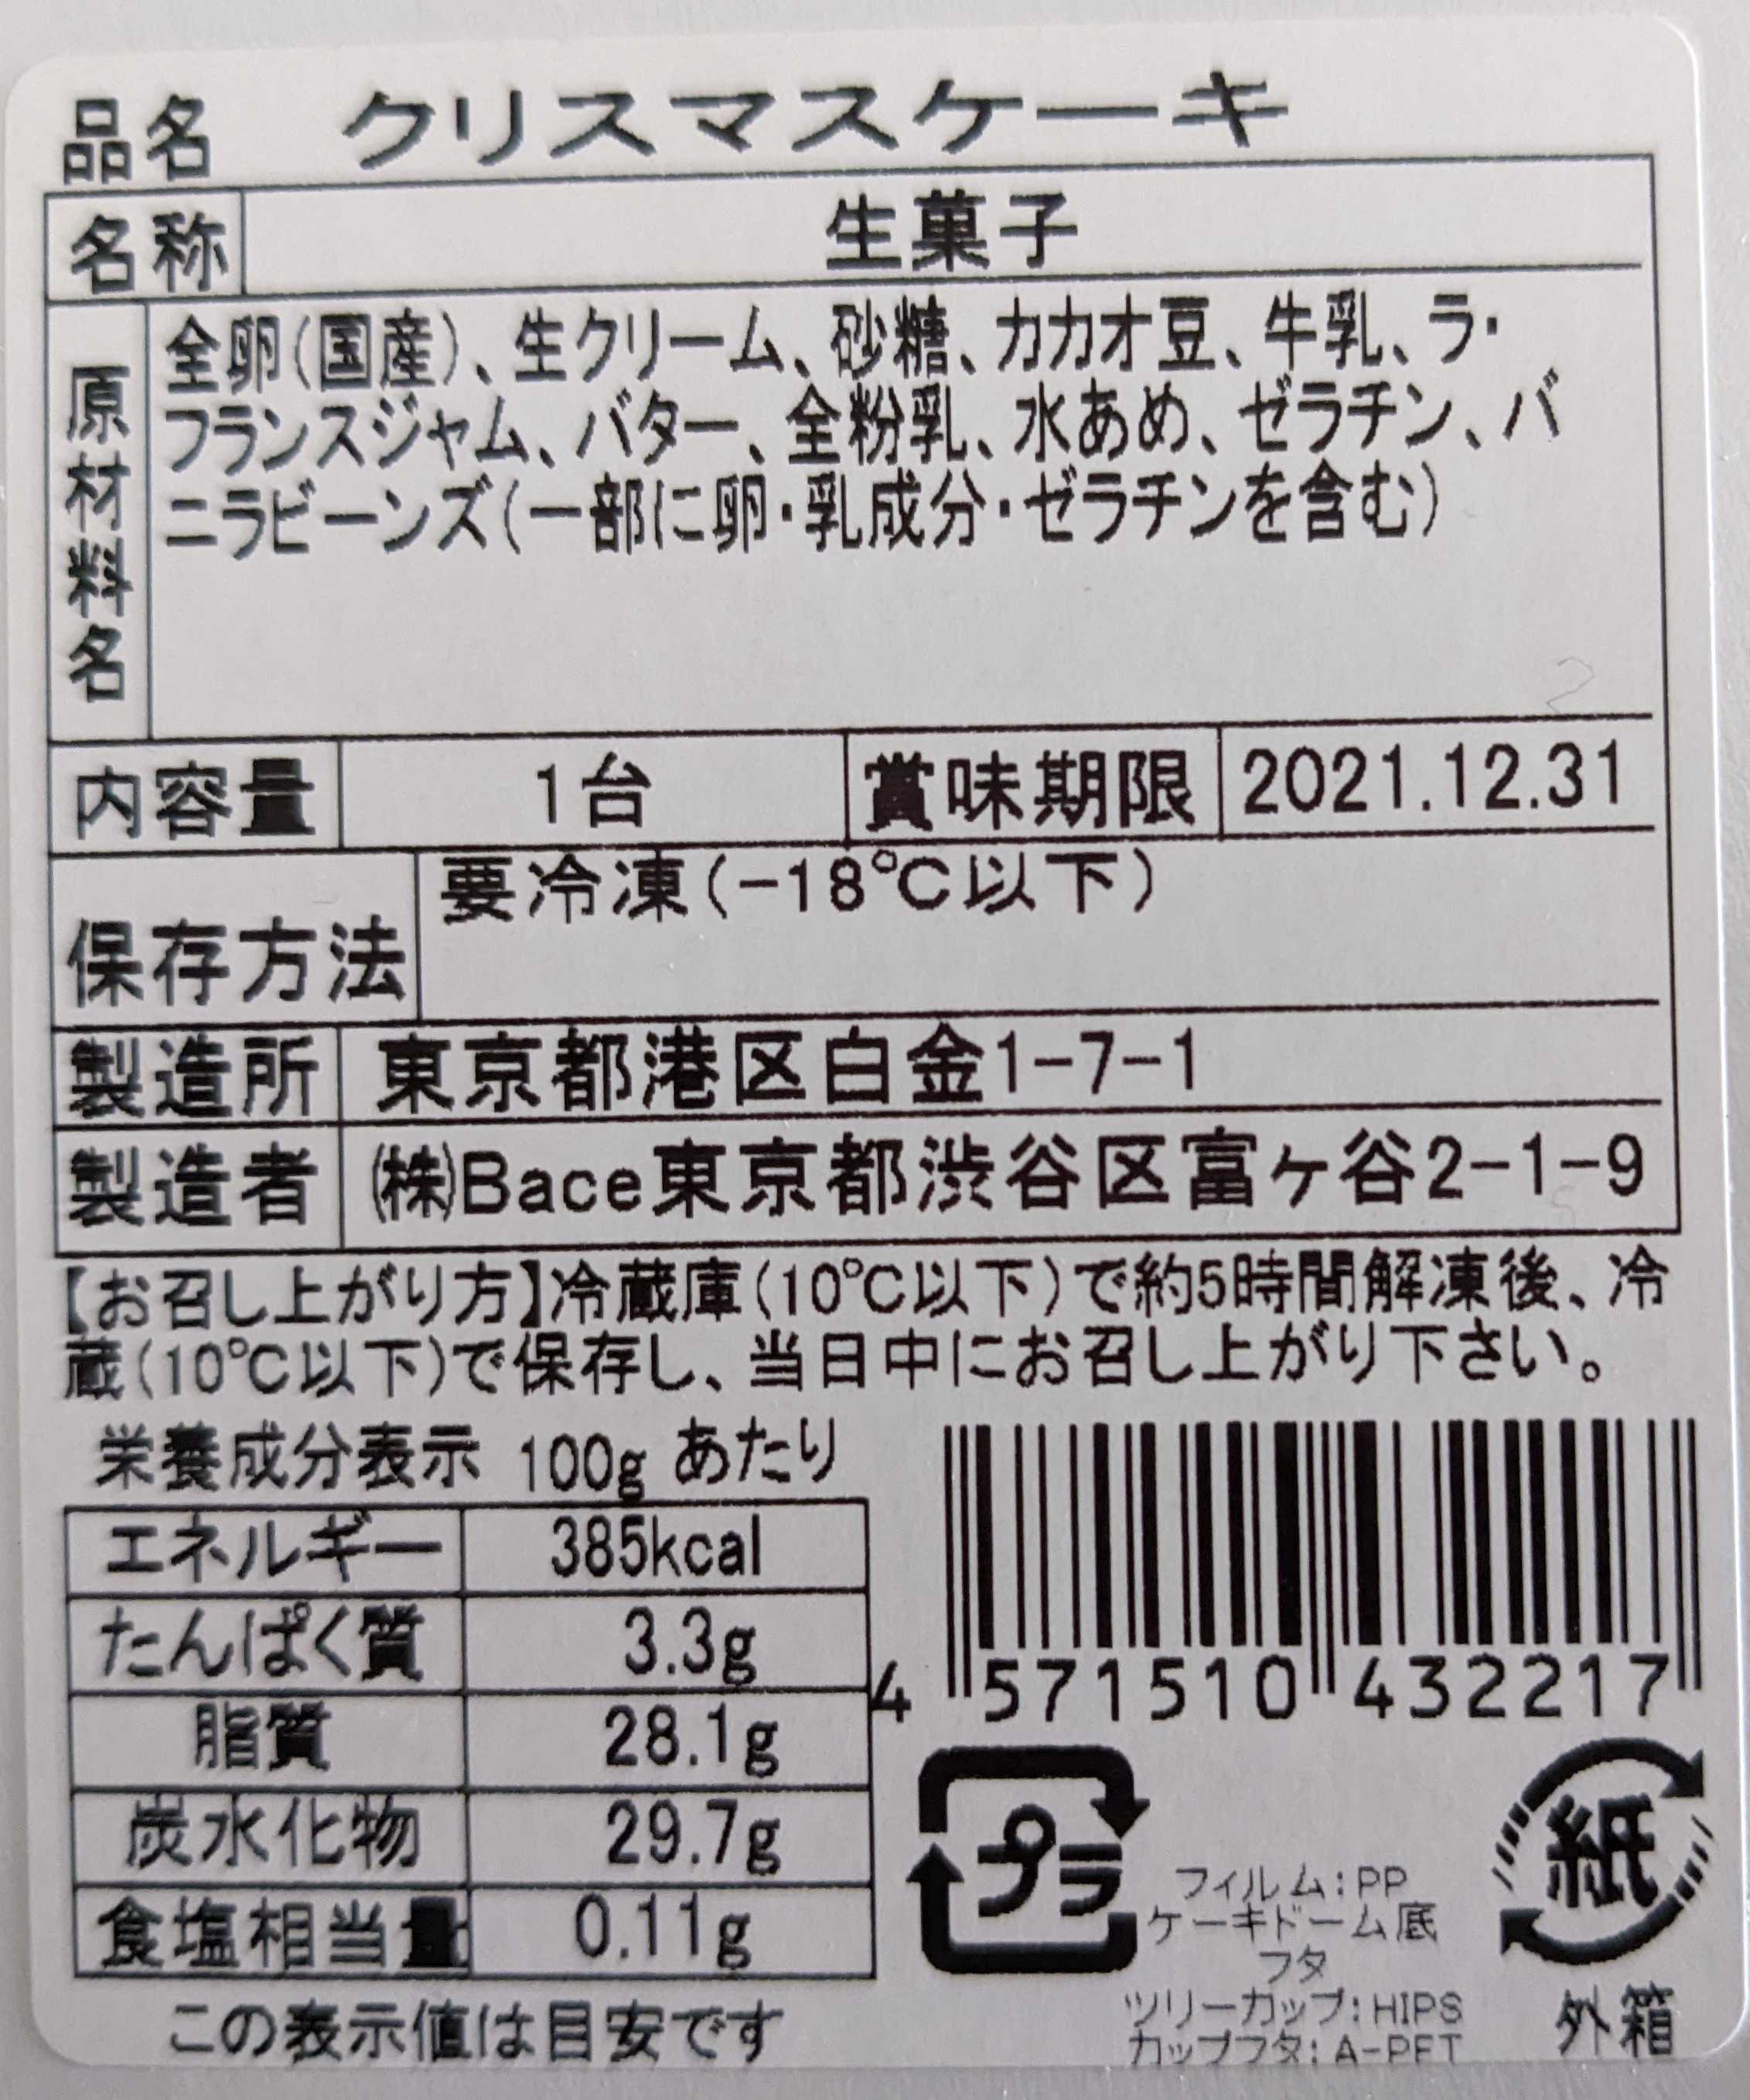 品名 クリスマスケーキ
名称 生菓子
原材料名 全卵(国産)、生クリーム、砂糖、カカオ豆、牛乳、ラ・
フランスジャム、バター、全粉乳、水あめ、ゼラチン、バ
ニラビーンズ(一部に卵・乳成分・ゼラチンを含む)
内容量 1台 賞味期限 2021.12.31
保存方法 要冷凍(-18℃以下)
製造所 東京都港区白金1-7-1
製造者 ㈱Bace東京都渋谷区富ヶ谷2-1-9
【お召し上がり方】冷蔵庫(10℃以下)で約5時間解凍後、冷
蔵(10℃以下)で保存し、当日中にお召し上がり下さい。
栄養成分表示 100g あたり
エネルギー 385kcal
たんぱく質 3.3g
脂質 28.1g
炭水化物 29.7g
食塩相当量 0.11g
この表示値は目安です
4 571510 432217
プラ
フィルム:PP
ケーキドーム底
フタ
ツリーカップ:HIPS
カップフタ:A-PET
紙
外箱